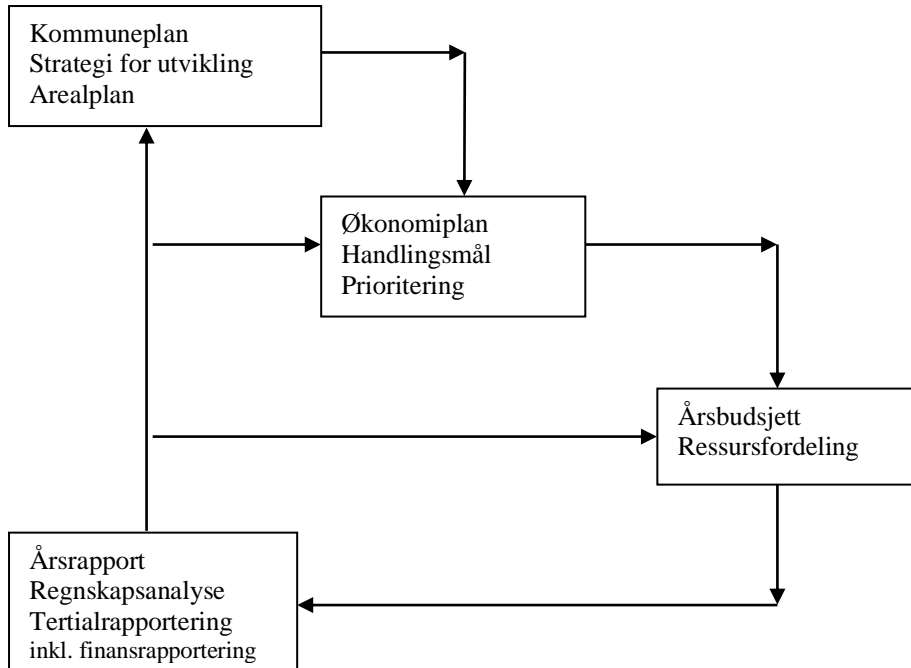 Kommuneplan
Strategi for utvikling
Arealplan
Økonomiplan
Handlingsmål
Prioritering
Årsbudsjett
Ressursfordeling
Årsrapport
Regnskapsanalyse
Tertialrapportering
inkl. finansrapportering